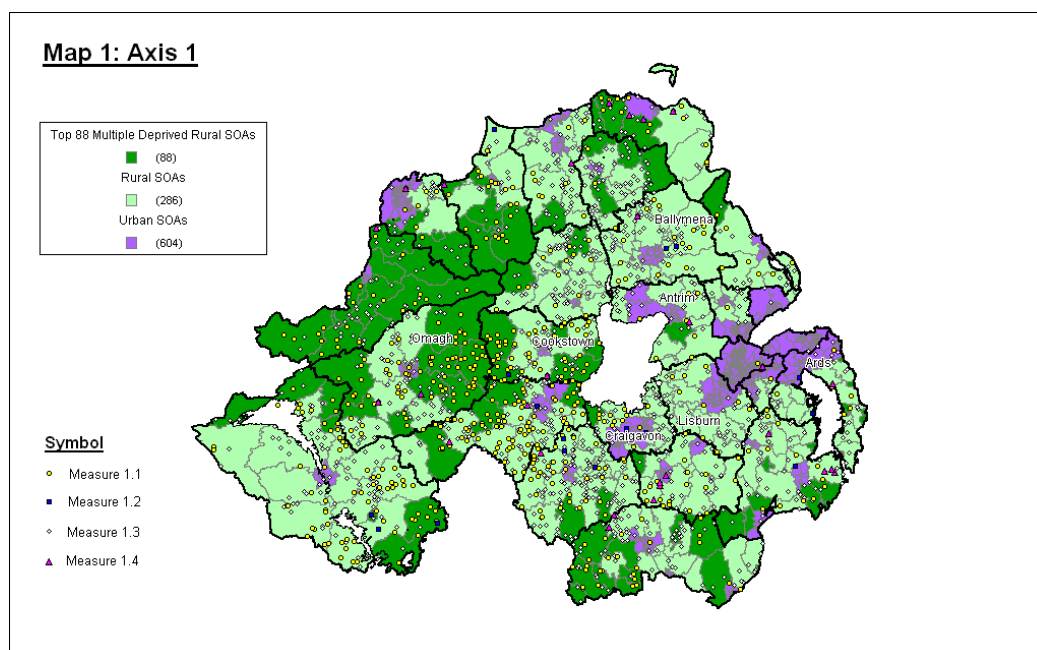 Map 1: Axis 1
Top 88 Multiple Deprived Rural SOAs
(88)
Rural SOAs
(286)
Urban SOAs
(604)
Ballymena
Antrim
Omagh
Cookstown
Ards
Lisburn
Craigavon
Symbol
Measure 1.1
Measure 1.2
Measure 1.3
Measure 1.4